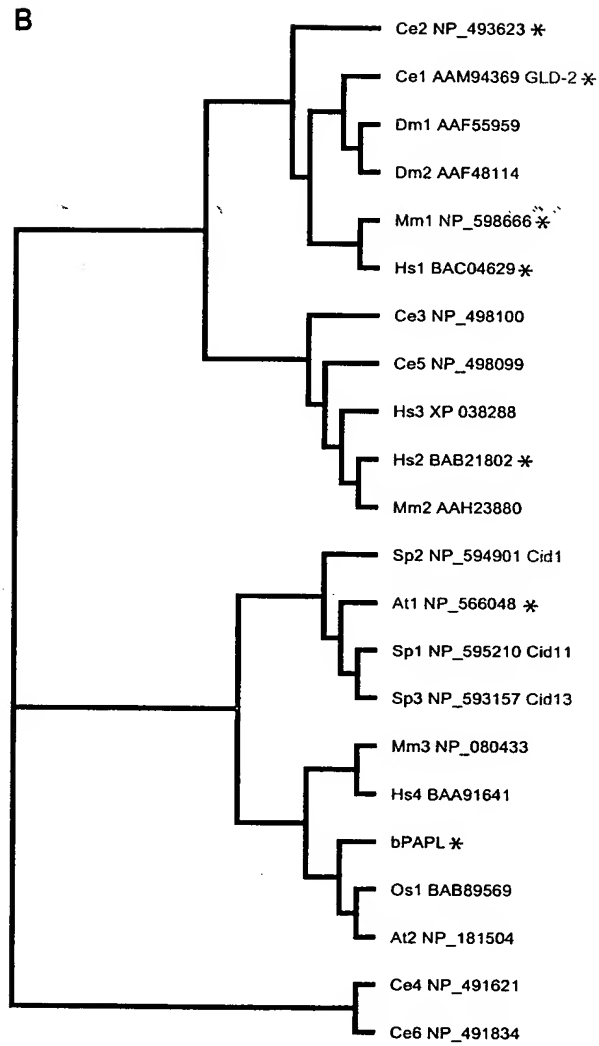 B
Ce2 NP_493623 *
Ce1 AAM94369 GLD-2 *
Dm1 AAF55959
Dm2 AAF48114
Mm1 NP_598666 *
Hs1 BAC04629 *
Ce3 NP_498100
Ce5 NP_498099
Hs3 XP 038288
Hs2 BAB21802 *
Mm2 AAH23880
Sp2 NP_594901 Cid1
At1 NP_566048 *
Sp1 NP_595210 Cid11
Sp3 NP_593157 Cid13
Mm3 NP_080433
Hs4 BAA91641
bPAPL *
Os1 BAB89569
At2 NP_181504
Ce4 NP_491621
Ce6 NP_491834